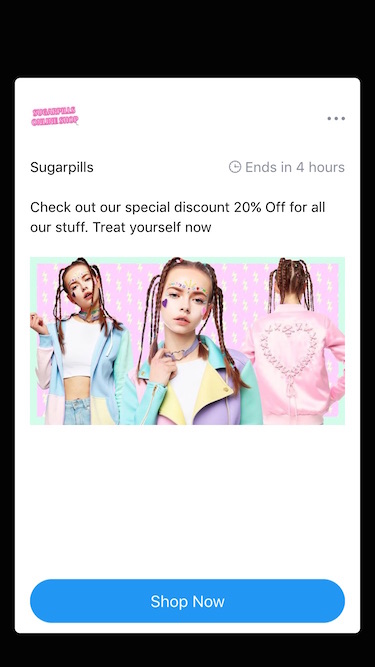 SUGARPILLS
ONLINE SHOP
Sugarpills
Ends in 4 hours
Check out our special discount 20% Off for all
our stuff. Treat yourself now
Shop Now